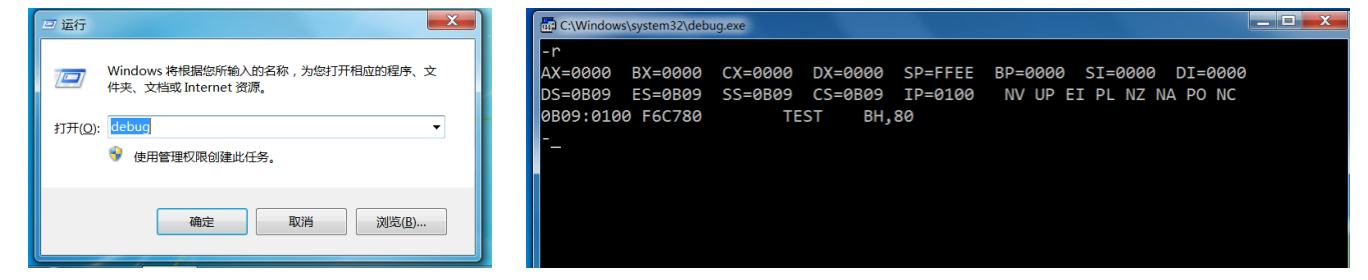 运行
Windows 将根据您所输入的名称，为您打开相应的程序、文
件夹、文档或 Internet 资源。
打开(O): debug
使用管理权限创建此任务。
确定 取消 浏览(B)...
C:\Windows\system32\debug.exe
-r
AX=0000 BX=0000 CX=0000 DX=0000 SP=FFEE BP=0000 SI=0000 DI=0000
DS=0B09 ES=0B09 SS=0B09 CS=0B09 IP=0100 NV UP EI PL NZ NA PO NC
0B09:0100 F6C780 TEST BH,80
-_